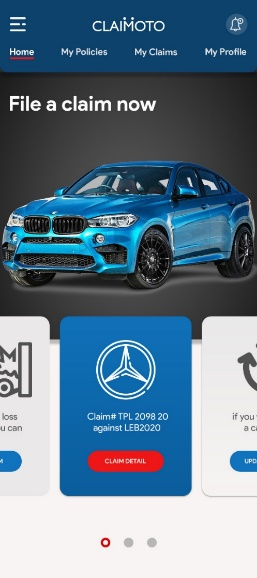 CLAIMOTO
Home My Policies My Claims My Profile
File a claim now
loss
u can
Claim# TPL 2098 20
against LEB2020
CLAIM DETAIL
if you
a ca
UPD